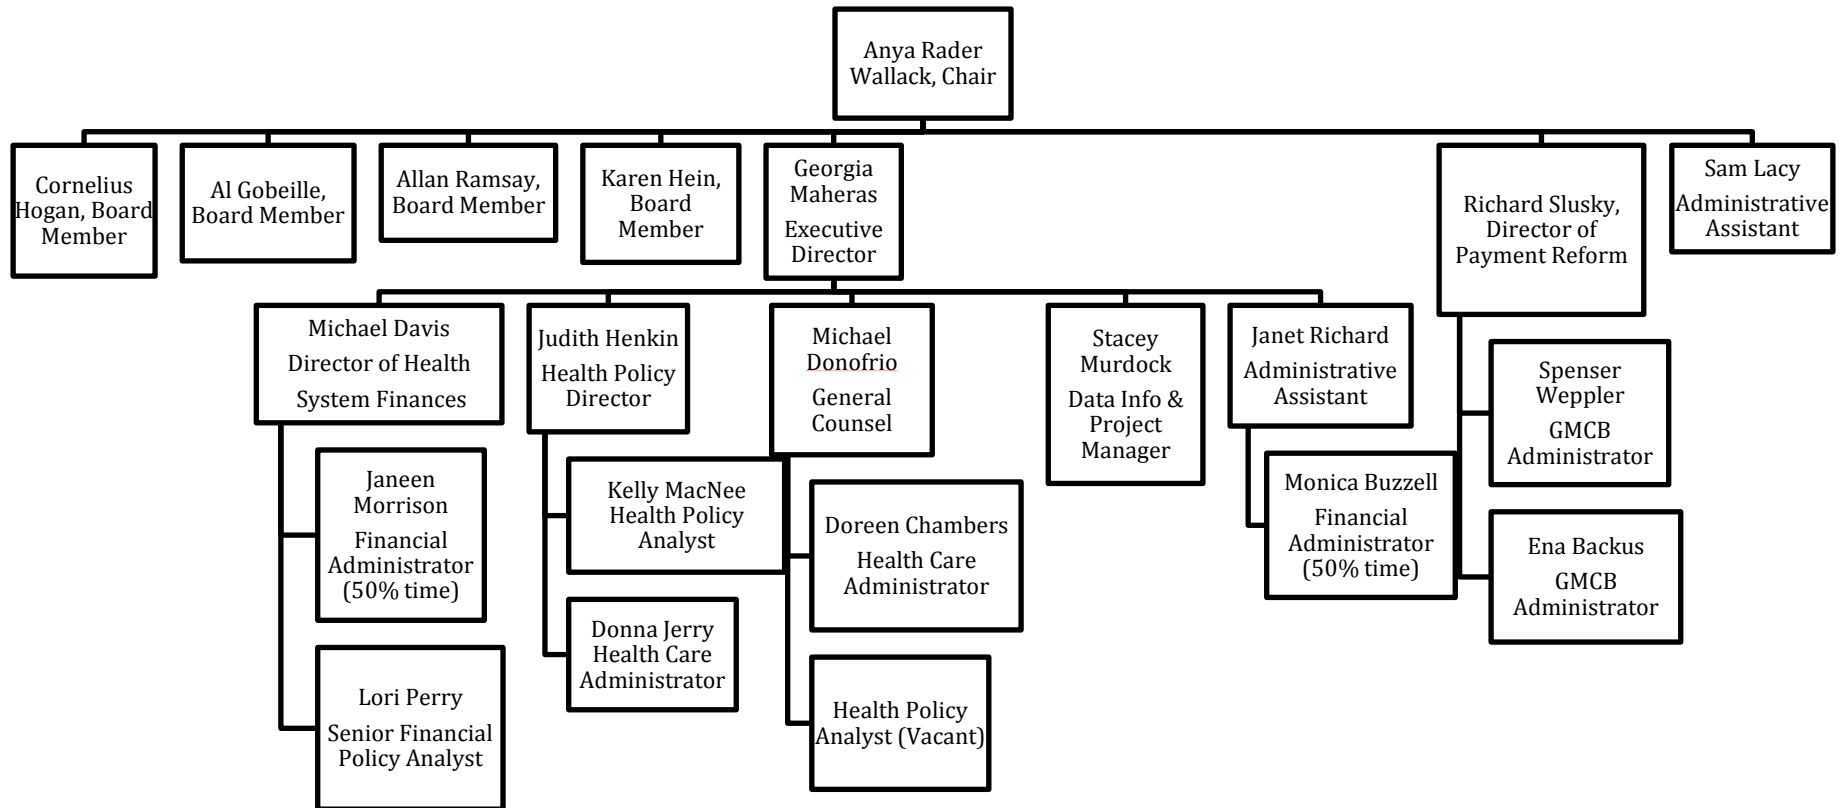 Anya Rader
Wallack, Chair
Cornelius
Hogan, Board
Member
Al Gobeille,
Board Member
Allan Ramsay,
Board Member
Karen Hein,
Board
Member
Georgia
Maheras
Executive
Director
Richard Slusky,
Director of
Payment Reform
Sam Lacy
Administrative
Assistant
Michael Davis
Director of Health
System Finances
Judith Henkin
Health Policy
Director
Michael
Donofrio
General
Counsel
Stacey
Murdock
Data Info &
Project
Manager
Janet Richard
Administrative
Assistant
Spenser
Weppler
GMCB
Administrator
Janeen
Morrison
Financial
Administrator
(50% time)
Kelly MacNee
Health Policy
Analyst
Doreen Chambers
Health Care
Administrator
Monica Buzzell
Financial
Administrator
(50% time)
Ena Backus
GMCB
Administrator
Donna Jerry
Health Care
Administrator
Lori Perry
Senior Financial
Policy Analyst
Health Policy
Analyst (Vacant)